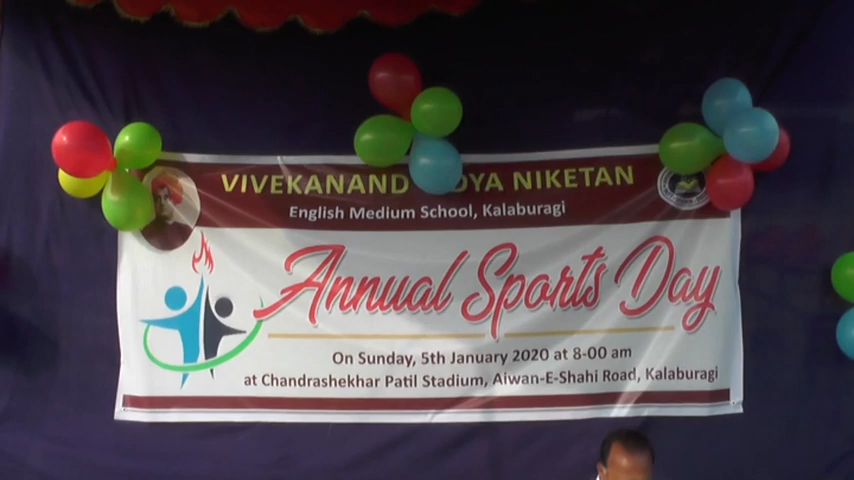 VIVEKANAND DYA NIKETAN
English Medium School, Kalaburagi
Annual Sports Day
On Sunday, 5th January 2020 at 8-00 am
at Chandrashekhar Patil Stadium, Aiwan-E-Shahi Road, Kalaburagi